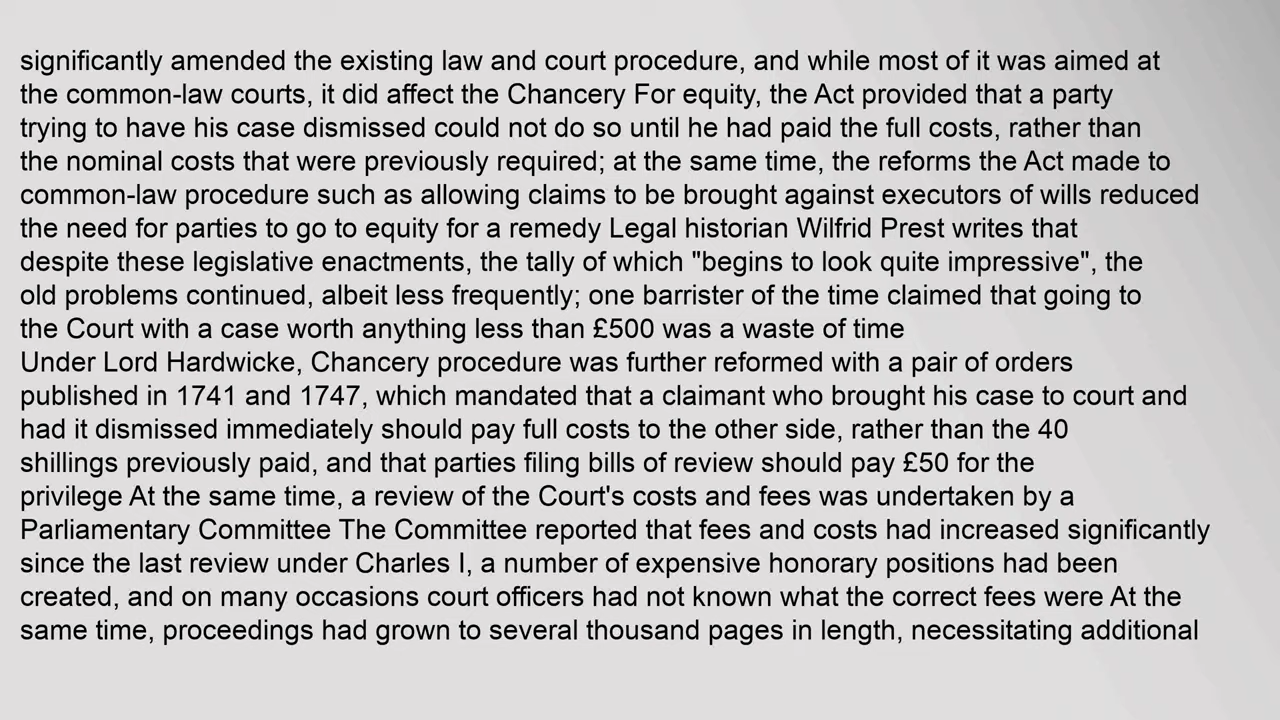 significantly amended the existing law and court procedure, and while most of it was aimed at
the common-law courts, it did affect the Chancery For equity, the Act provided that a party
trying to have his case dismissed could not do so until he had paid the full costs, rather than
the nominal costs that were previously required; at the same time, the reforms the Act made to
common-law procedure such as allowing claims to be brought against executors of wills reduced
the need for parties to go to equity for a remedy Legal historian Wilfrid Prest writes that
despite these legislative enactments, the tally of which "begins to look quite impressive", the
old problems continued, albeit less frequently; one barrister of the time claimed that going to
the Court with a case worth anything less than £500 was a waste of time
Under Lord Hardwicke, Chancery procedure was further reformed with a pair of orders
published in 1741 and 1747, which mandated that a claimant who brought his case to court and
had it dismissed immediately should pay full costs to the other side, rather than the 40
shillings previously paid, and that parties filing bills of review should pay £50 for the
privilege At the same time, a review of the Court's costs and fees was undertaken by a
Parliamentary Committee The Committee reported that fees and costs had increased significantly
since the last review under Charles I, a number of expensive honorary positions had been
created, and on many occasions court officers had not known what the correct fees were At the
same time, proceedings had grown to several thousand pages in length, necessitating additional